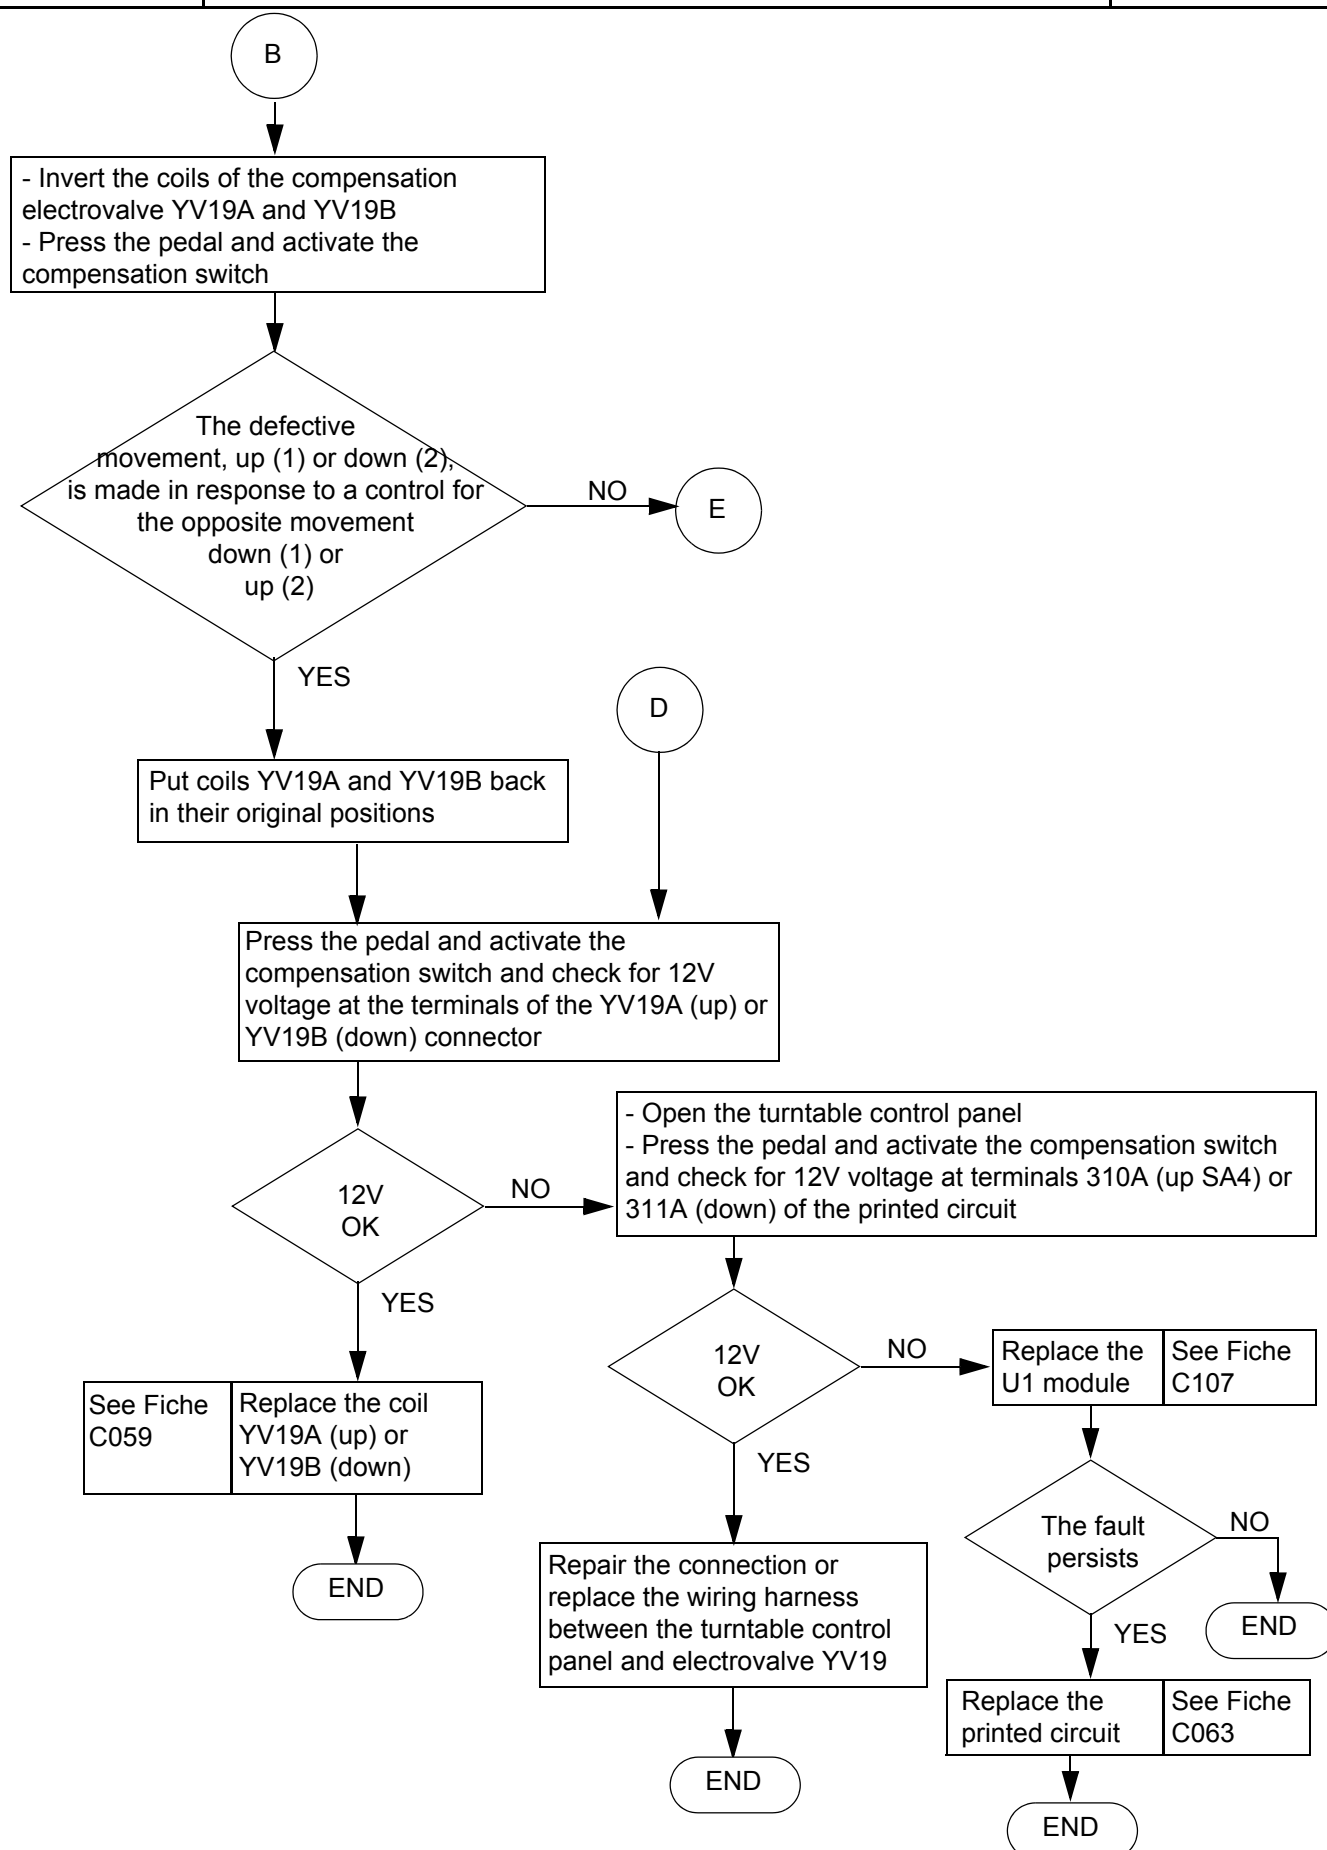 B
- Invert the coils of the compensation
electrovalve YV19A and YV19B
- Press the pedal and activate the
compensation switch
The defective
movement, up (1) or down (2),
is made in response to a control for
the opposite movement
down (1) or
up (2)
NO
E
YES
D
Put coils YV19A and YV19B back
in their original positions
Press the pedal and activate the
compensation switch and check for 12V
voltage at the terminals of the YV19A (up) or
YV19B (down) connector
- Open the turntable control panel
- Press the pedal and activate the compensation switch
and check for 12V voltage at terminals 310A (up SA4) or
311A (down) of the printed circuit
12V
OK
NO
YES
12V
OK
NO
Replace the
U1 module
See Fiche
C107
See Fiche
C059
Replace the coil
YV19A (up) or
YV19B (down)
YES
The fault
persists
NO
END
Repair the connection or
replace the wiring harness
between the turntable control
panel and electrovalve YV19
END
YES
Replace the
printed circuit
See Fiche
C063
END
END